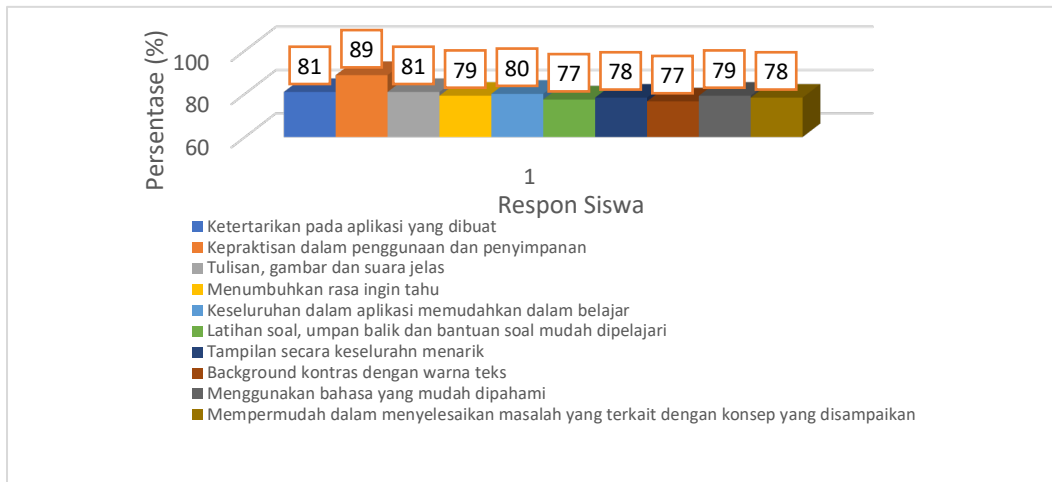 Persentase (%)
100
80
60
81
89
81
79
80
77
78
77
79
78
1
Respon Siswa
Ketertarikan pada aplikasi yang dibuat
Kepraktisan dalam penggunaan dan penyimpanan
Tulisan, gambar dan suara jelas
Menumbuhkan rasa ingin tahu
Keseluruhan dalam aplikasi memudahkan dalam belajar
Latihan soal, umpan balik dan bantuan soal mudah dipelajari
Tampilan secara keselurahn menarik
Background kontras dengan warna teks
Menggunakan bahasa yang mudah dipahami
Mempermudah dalam menyelesaikan masalah yang terkait dengan konsep yang disampaikan